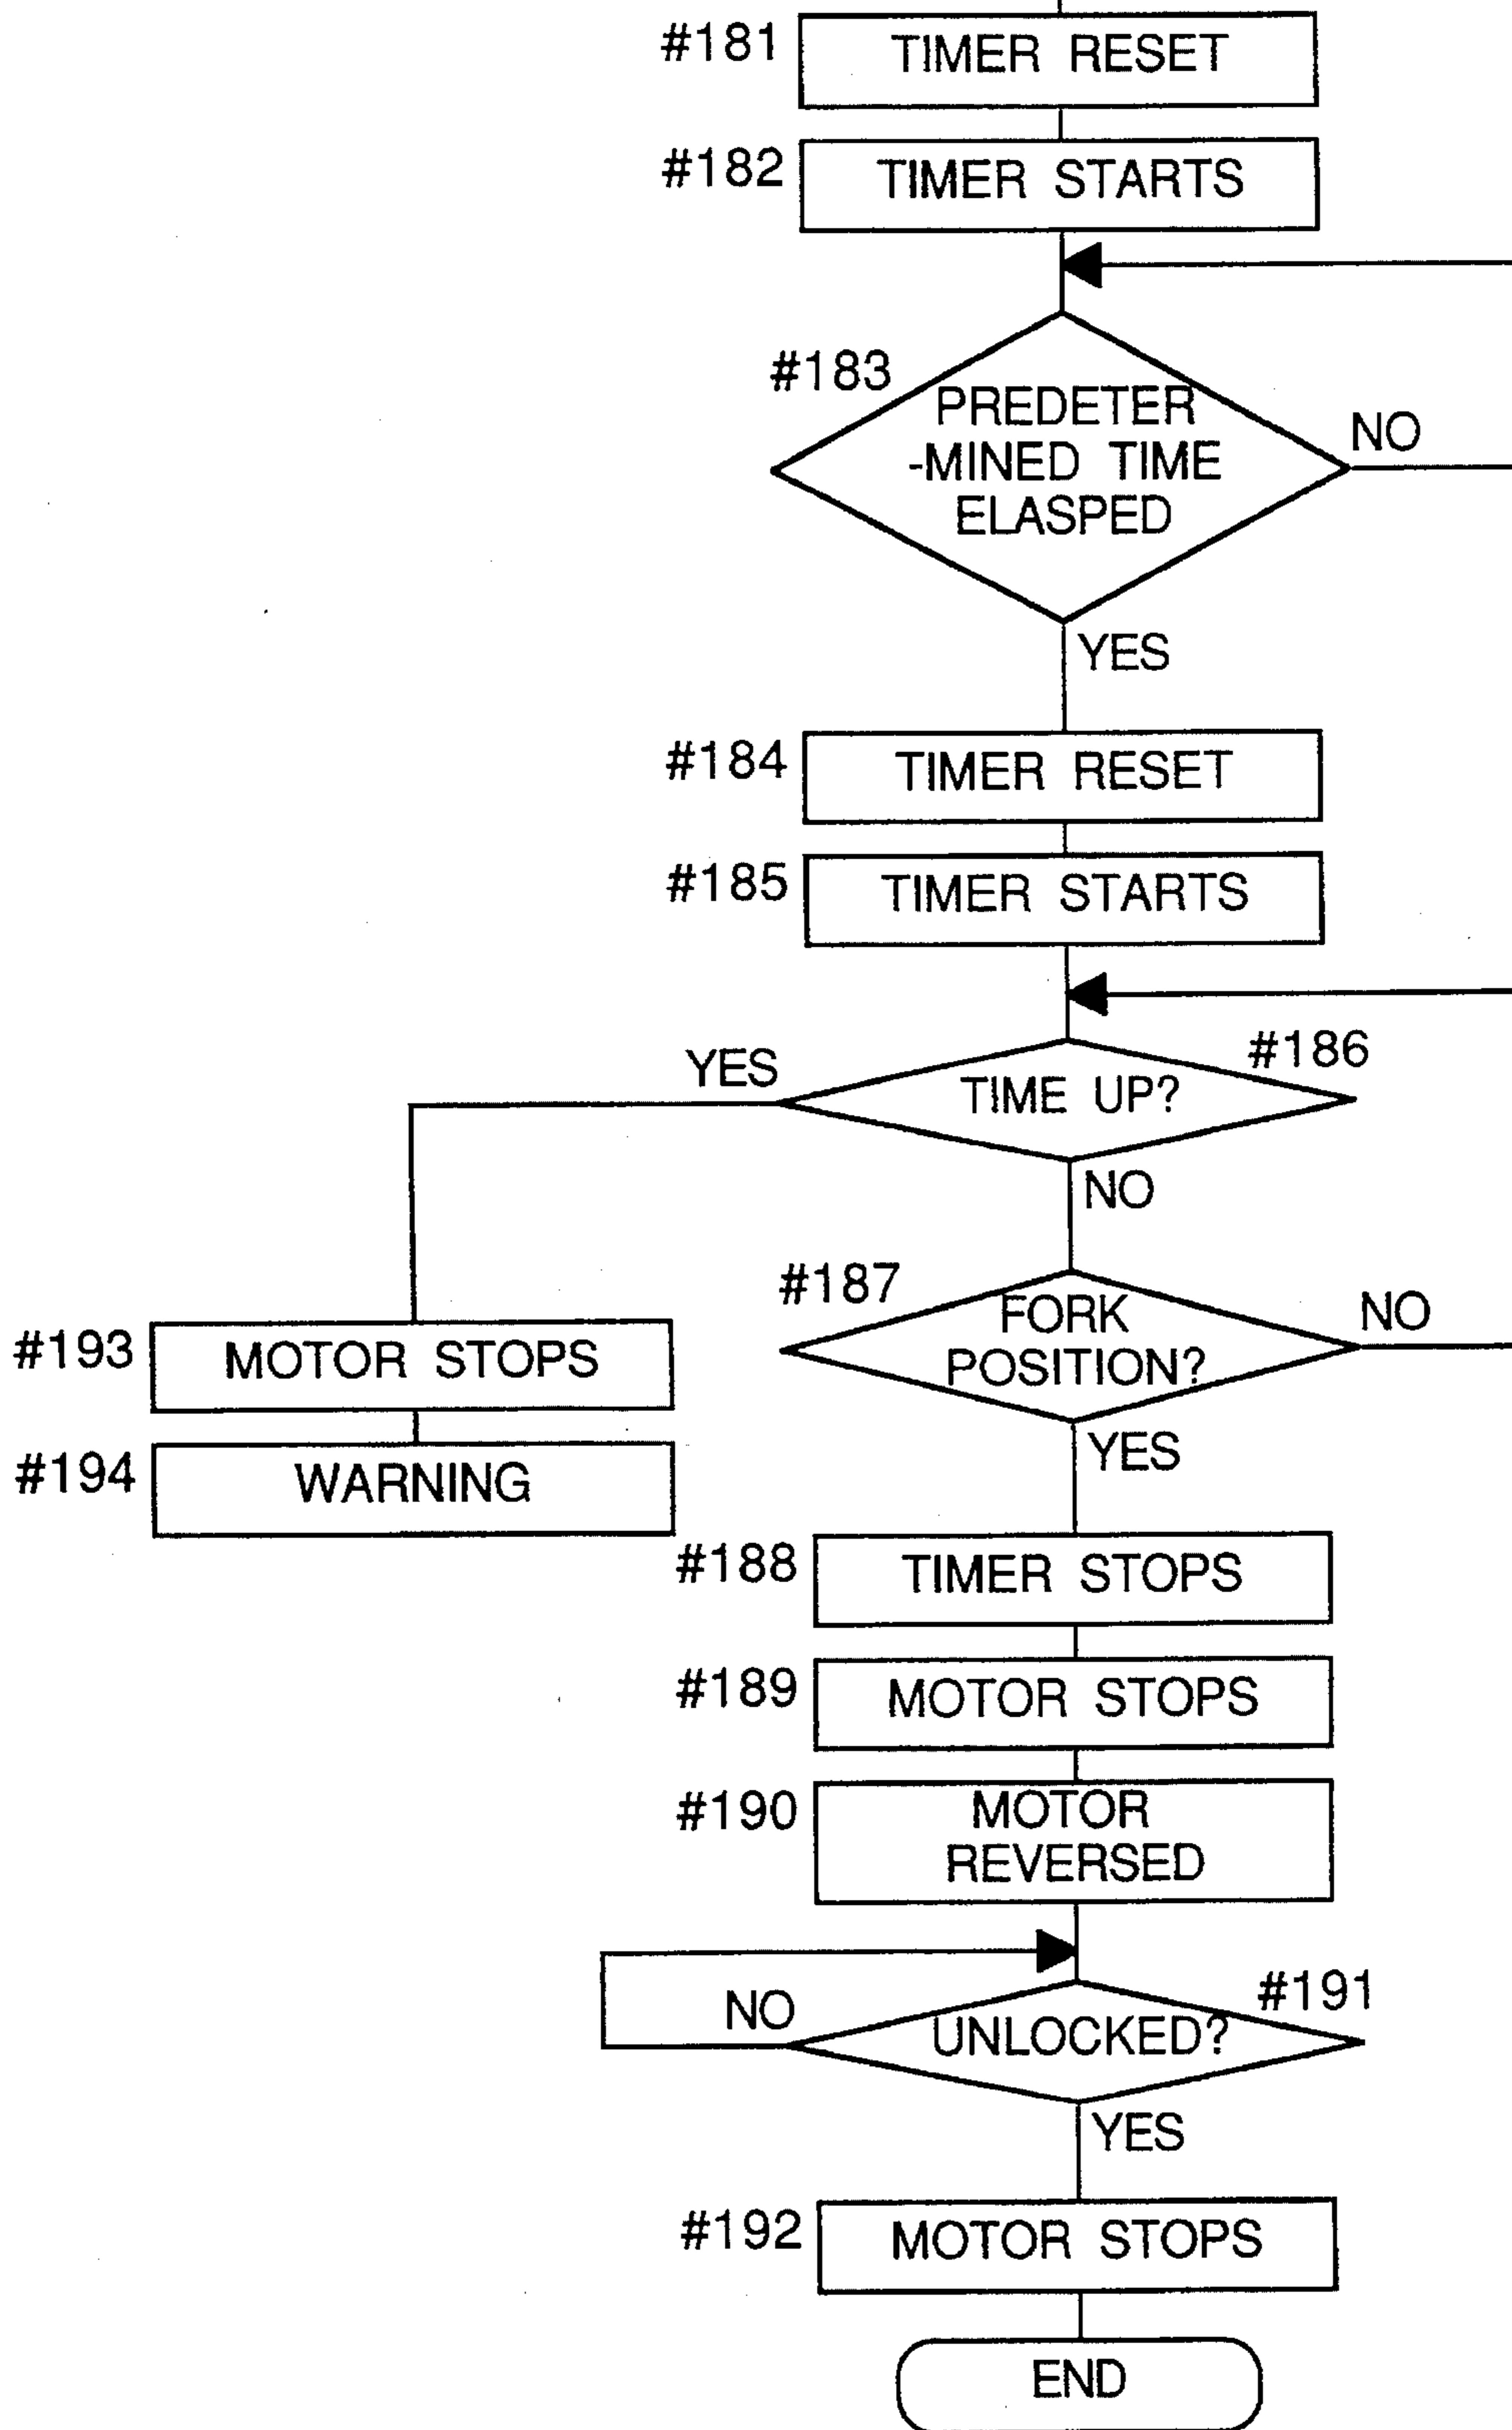 #181
TIMER RESET
#182
TIMER STARTS
#183
PREDETER
-MINED TIME
ELASPED
NO
YES
#184
TIMER RESET
#185
TIMER STARTS
#186
YES
TIME UP?
NO
#187
FORK
POSITION?
NO
YES
#193
MOTOR STOPS
#194
WARNING
#188
TIMER STOPS
#189
MOTOR STOPS
#190
MOTOR
REVERSED
#191
NO
UNLOCKED?
YES
#192
MOTOR STOPS
END